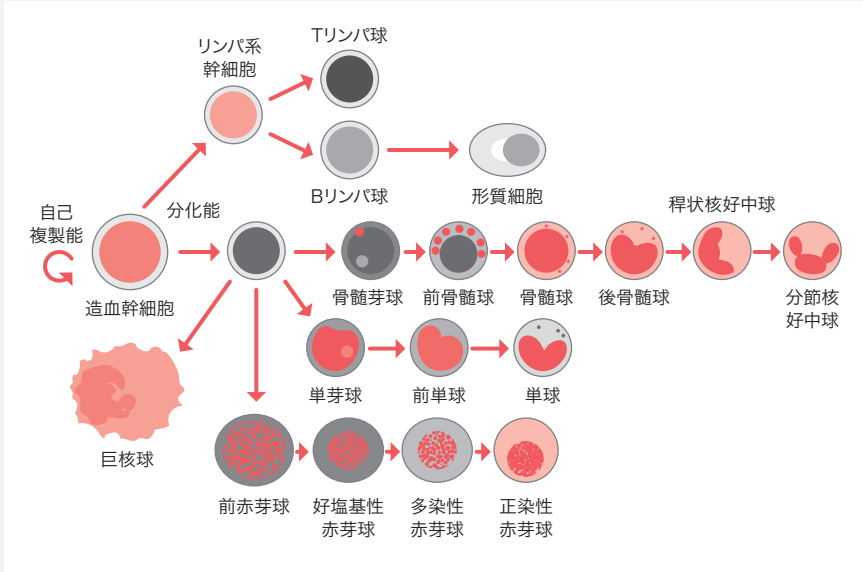 Tリンパ球
リンパ系
幹細胞
Bリンパ球
形質細胞
自己
複製能
分化能
造血幹細胞
稈状核好中球
骨髄芽球
前骨髄球
骨髄球
後骨髄球
分節核
好中球
単芽球
前単球
単球
巨核球
前赤芽球
好塩基性
赤芽球
多染性
赤芽球
正染性
赤芽球